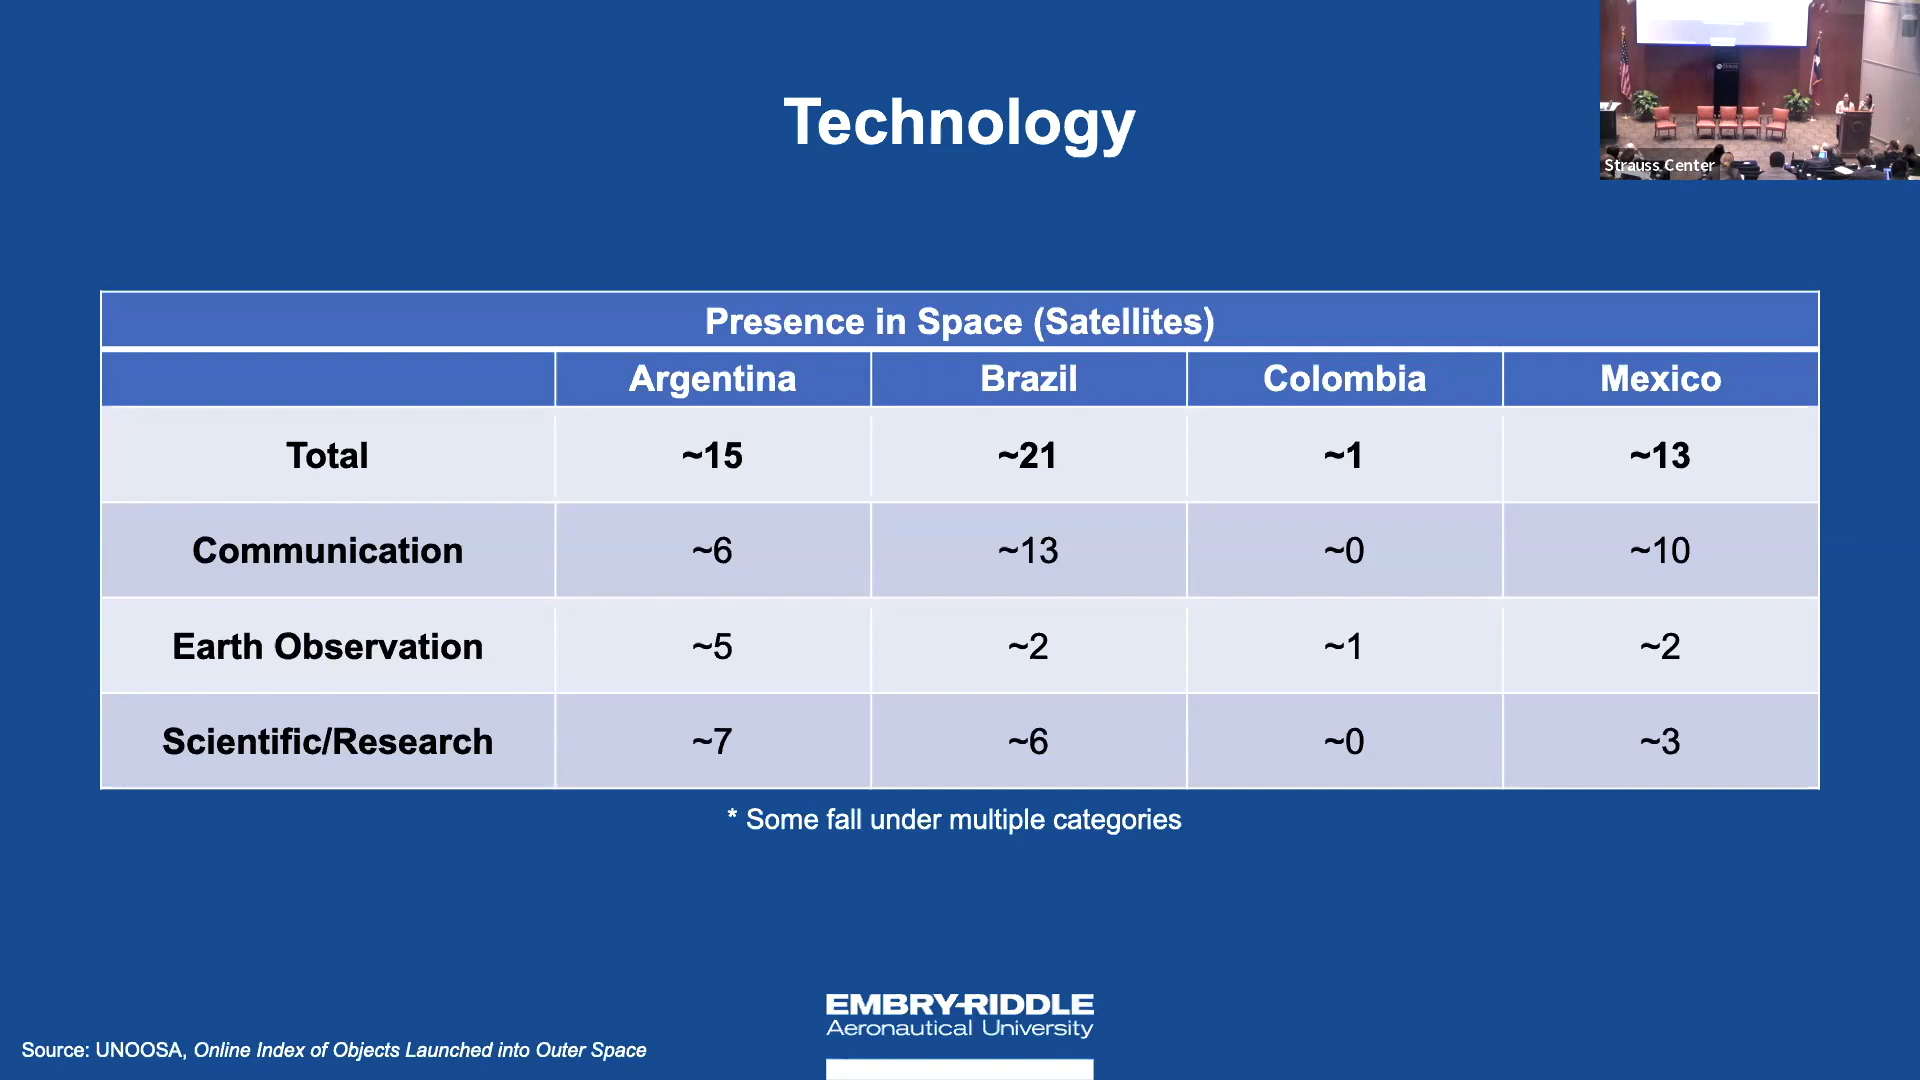 Technology
Strauss Center
Presence in Space (Satellites)
Argentina Brazil Colombia Mexico
Total ~15 ~21 ~1 ~13
Communication ~6 ~13 ~0 ~10
Earth Observation ~5 ~2 ~1 ~2
Scientific/Research ~7 ~6 ~0 ~3
* Some fall under multiple categories
EMBRY-RIDDLE
Aeronautical University
Source: UNOOSA, Online Index of Objects Launched into Outer Space